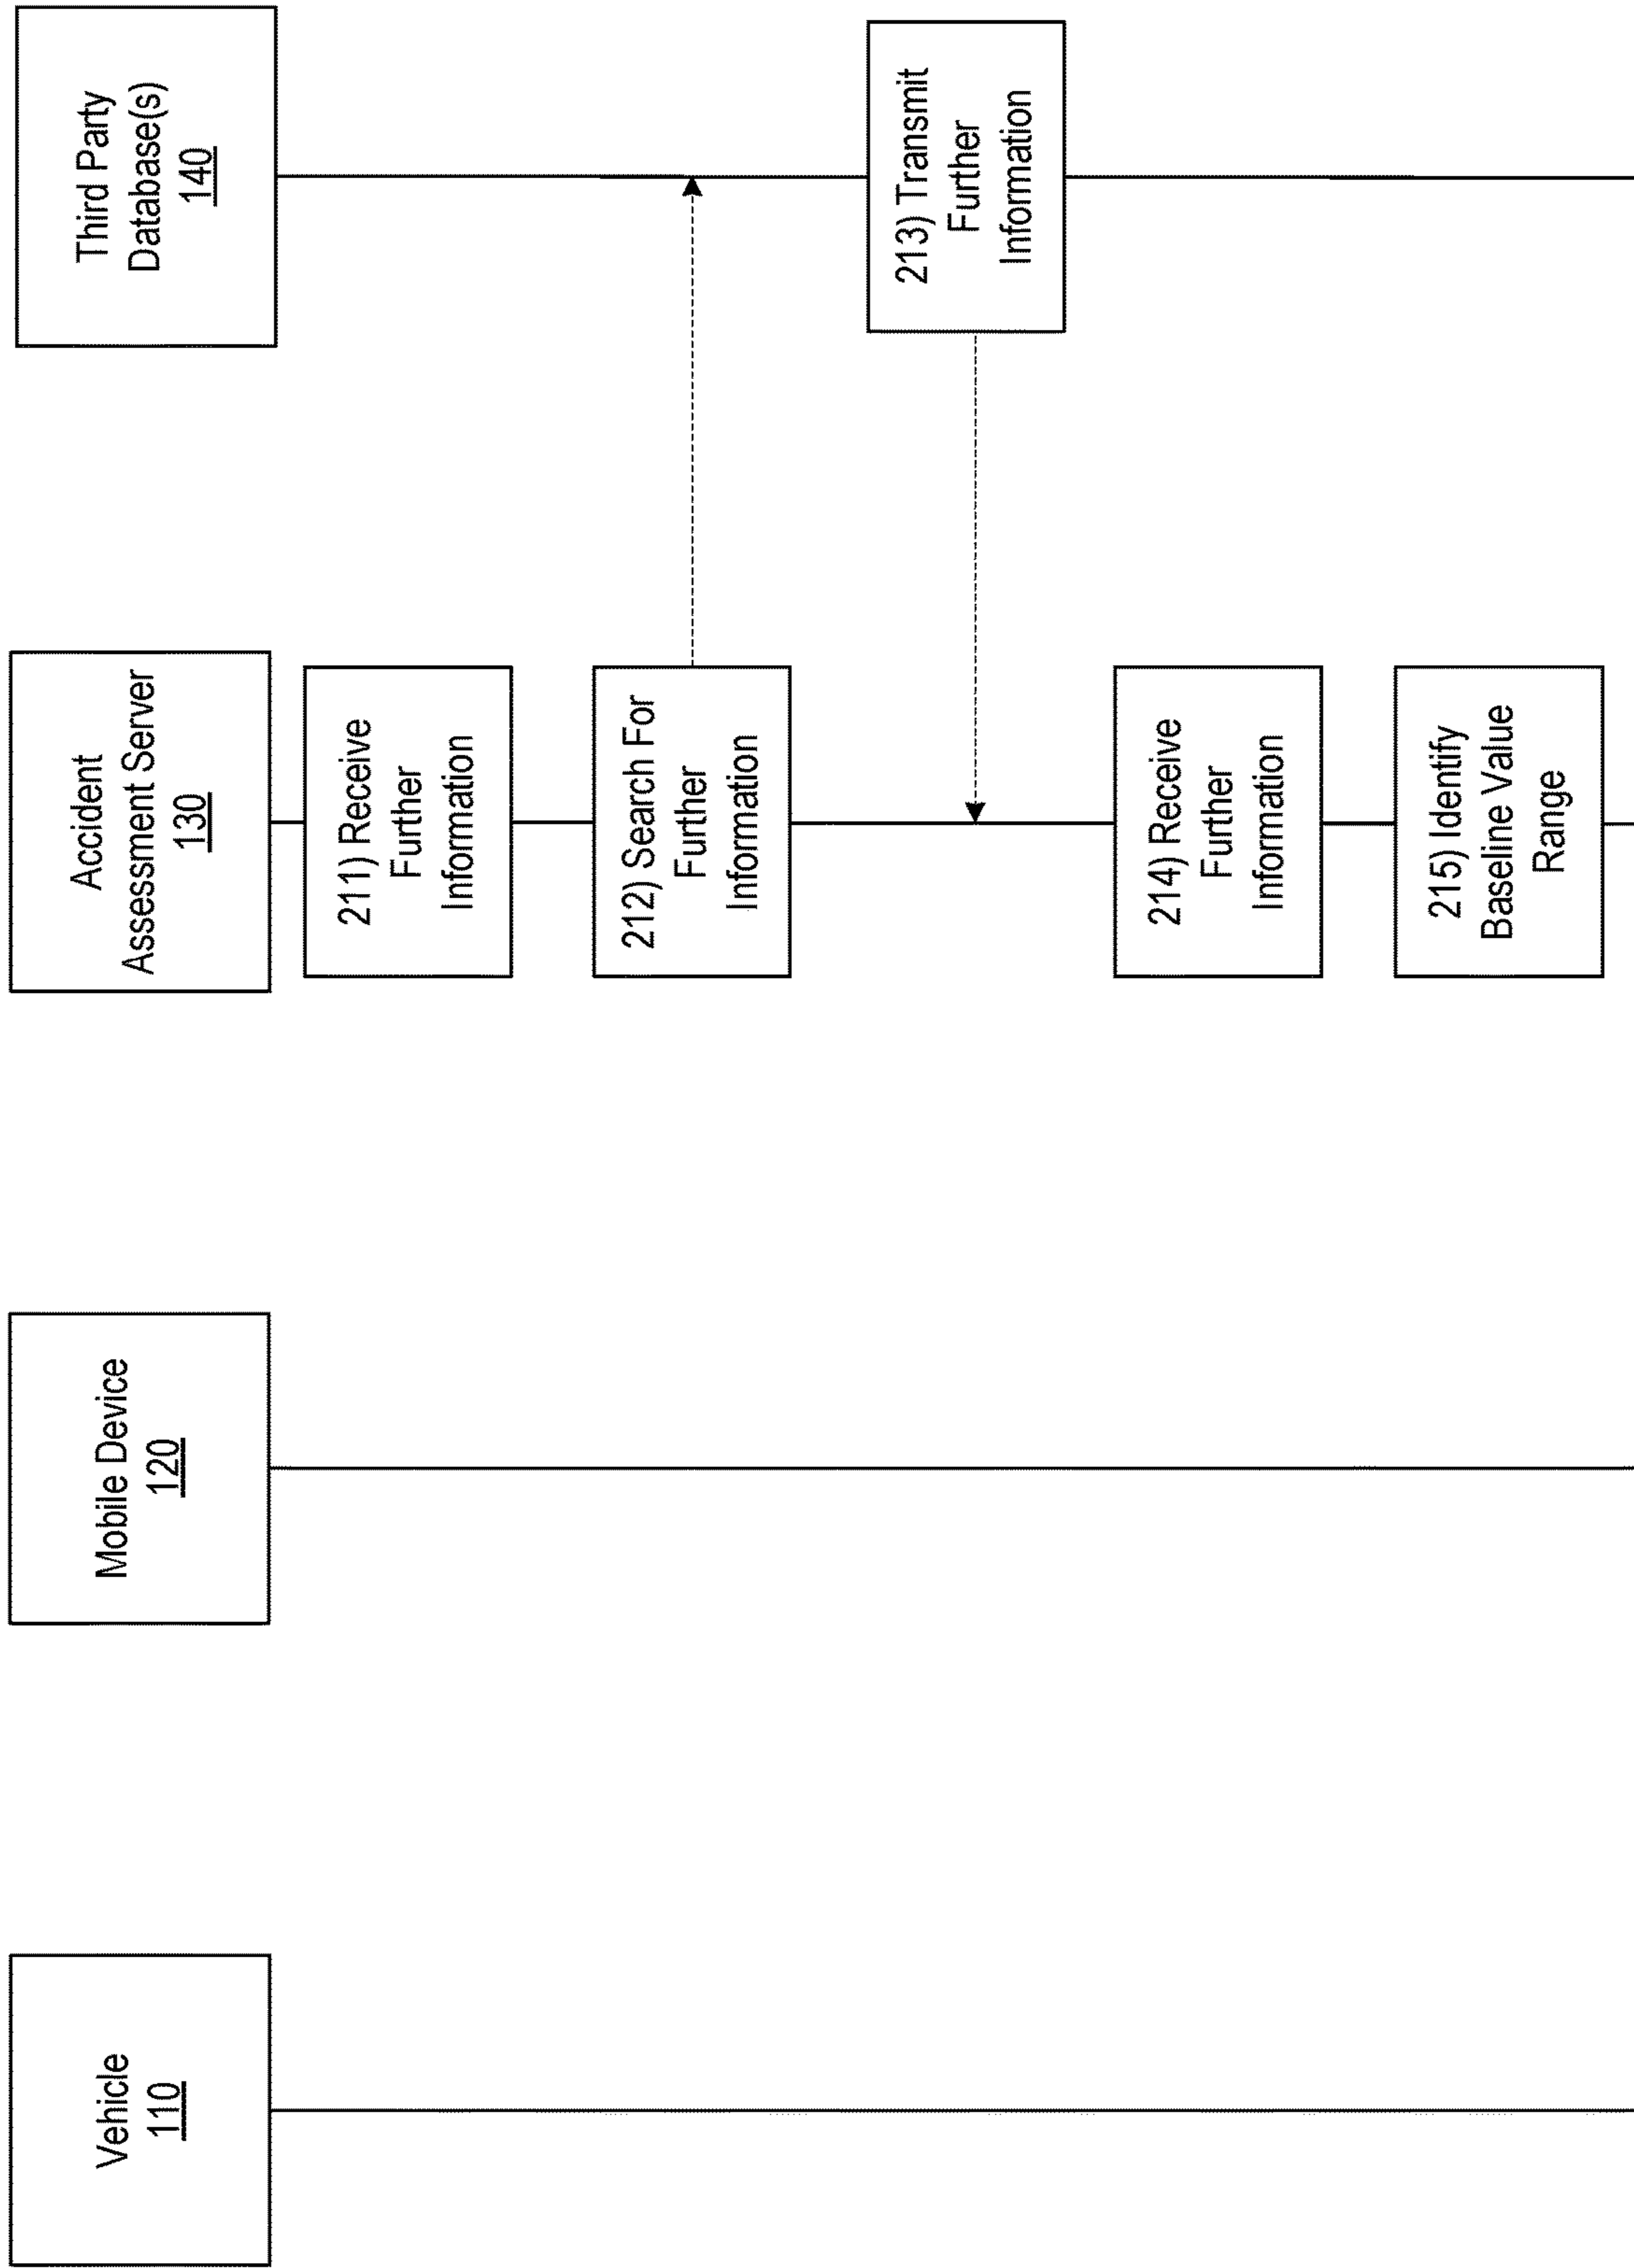 Vehicle
110
Mobile Device
120
Accident
Assessment Server
130
Third Party
Database(s)
140
211) Receive
Further
Information
212) Search For
Further
Information
213) Transmit
Further
Information
214) Receive
Further
Information
215) Identify
Baseline Value
Range